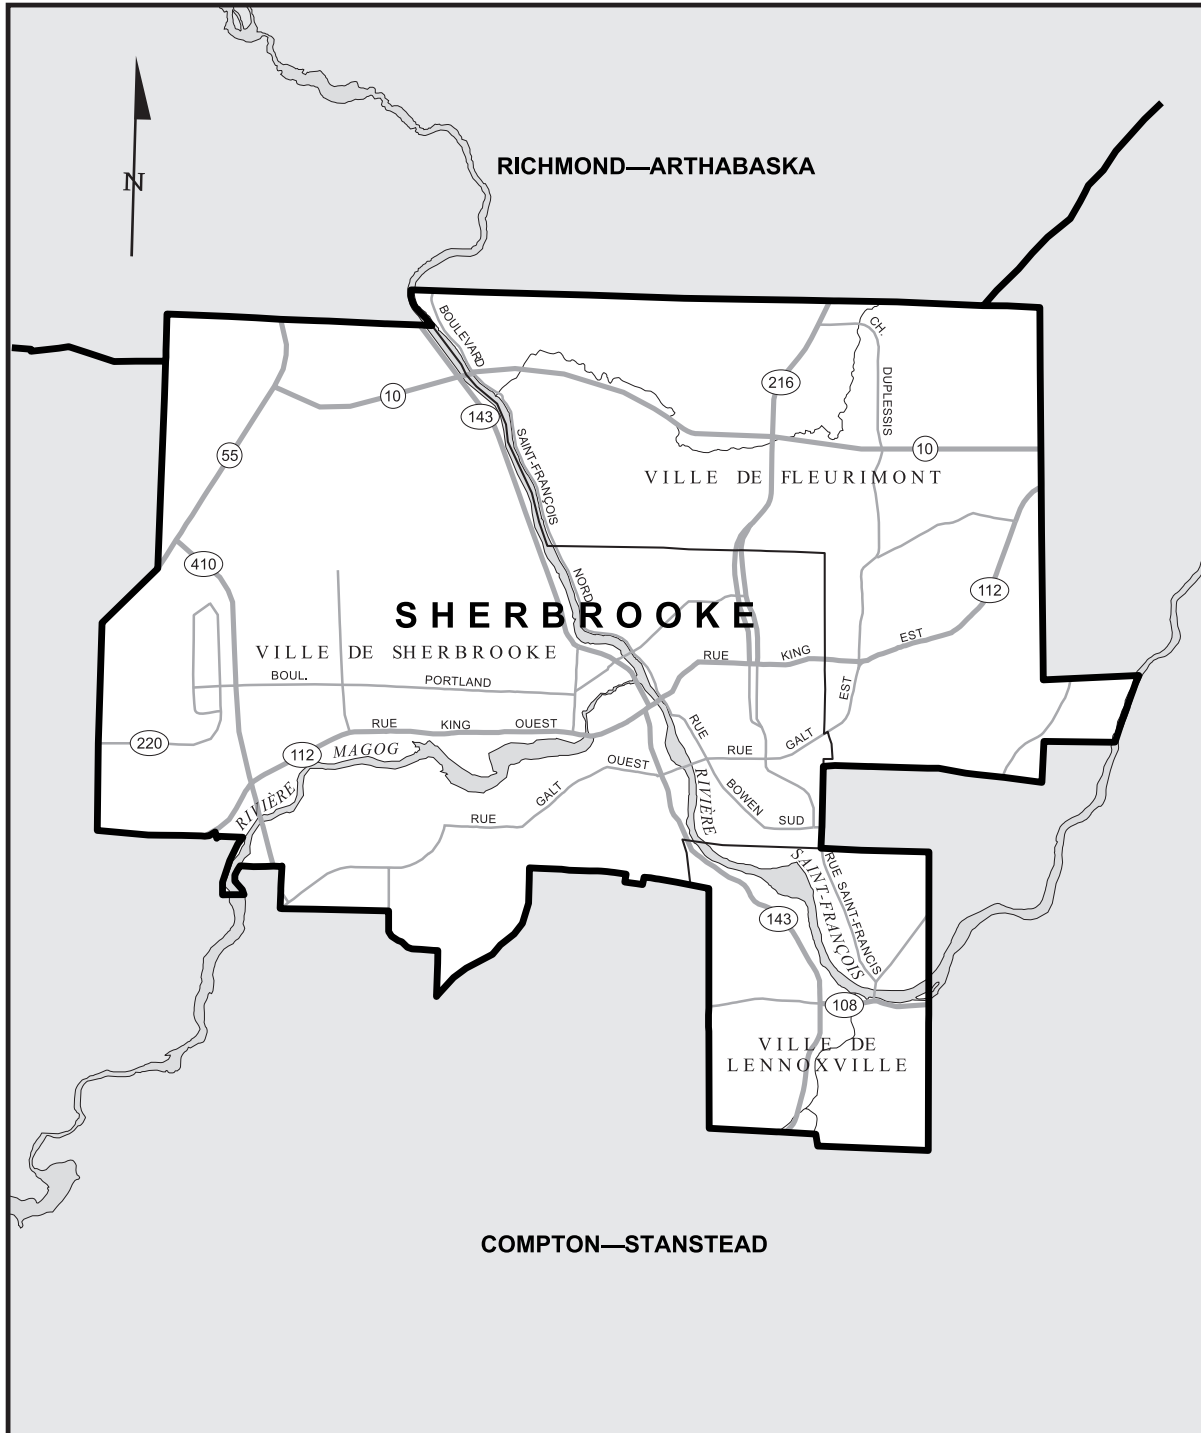 RICHMOND—ARTHABASKA
N
BOULEVARD
SAINT-FRANÇOIS
NORD
CH.
DUPLESSIS
216
10
143
10
55
VILLE DE FLEURIMONT
410
112
SHERBROOKE
VILLE DE SHERBROOKE
RUE
KING
EST
BOUL.
PORTLAND
EST
RUE
KING
OUEST
220
112
MAGOG
RIVIÈRE
RUE
GALT
OUEST
RUE
RUE
GALT
BOWEN
SUD
RIVIÈRE
SAINT-FRANÇOIS
RUE SAINT-FRANCIS
143
108
VILLE DE
LENNOXVILLE
COMPTON—STANSTEAD